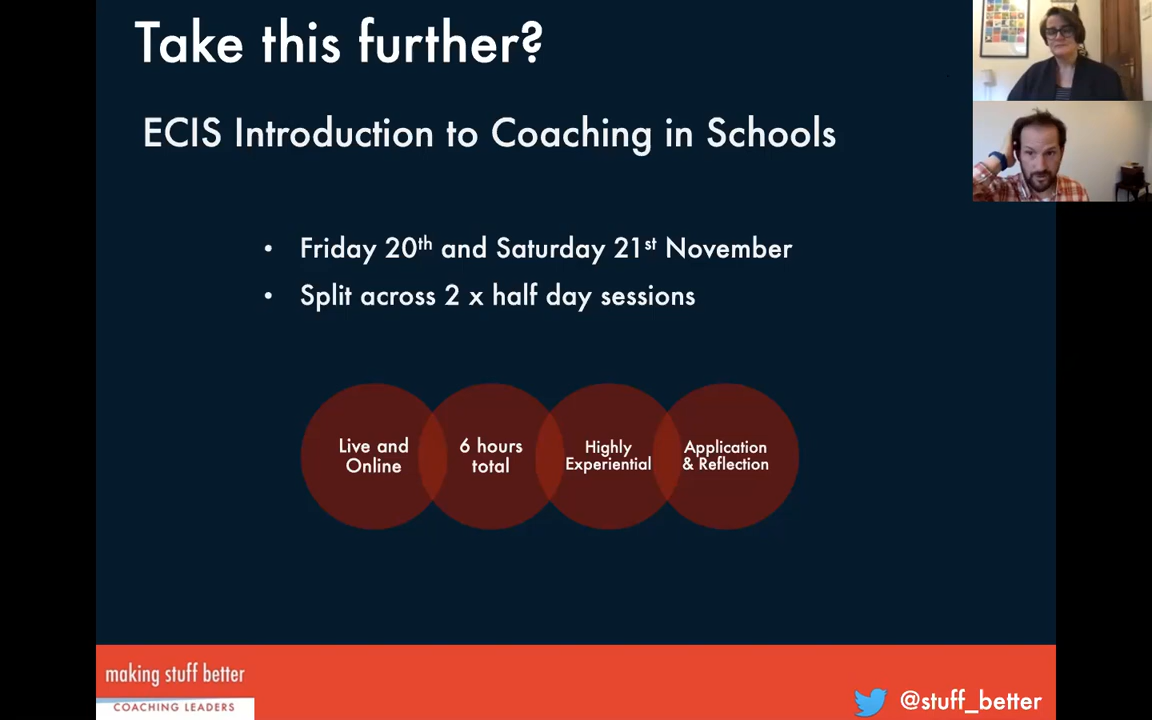 Take this further?
ECIS Introduction to Coaching in Schools
• Friday 20th and Saturday 21st November
• Split across 2 x half day sessions
Live and
Online
6 hours
total
Highly
Experiential
Application
& Reflection
making stuff better
COACHING LEADERS
@stuff_better